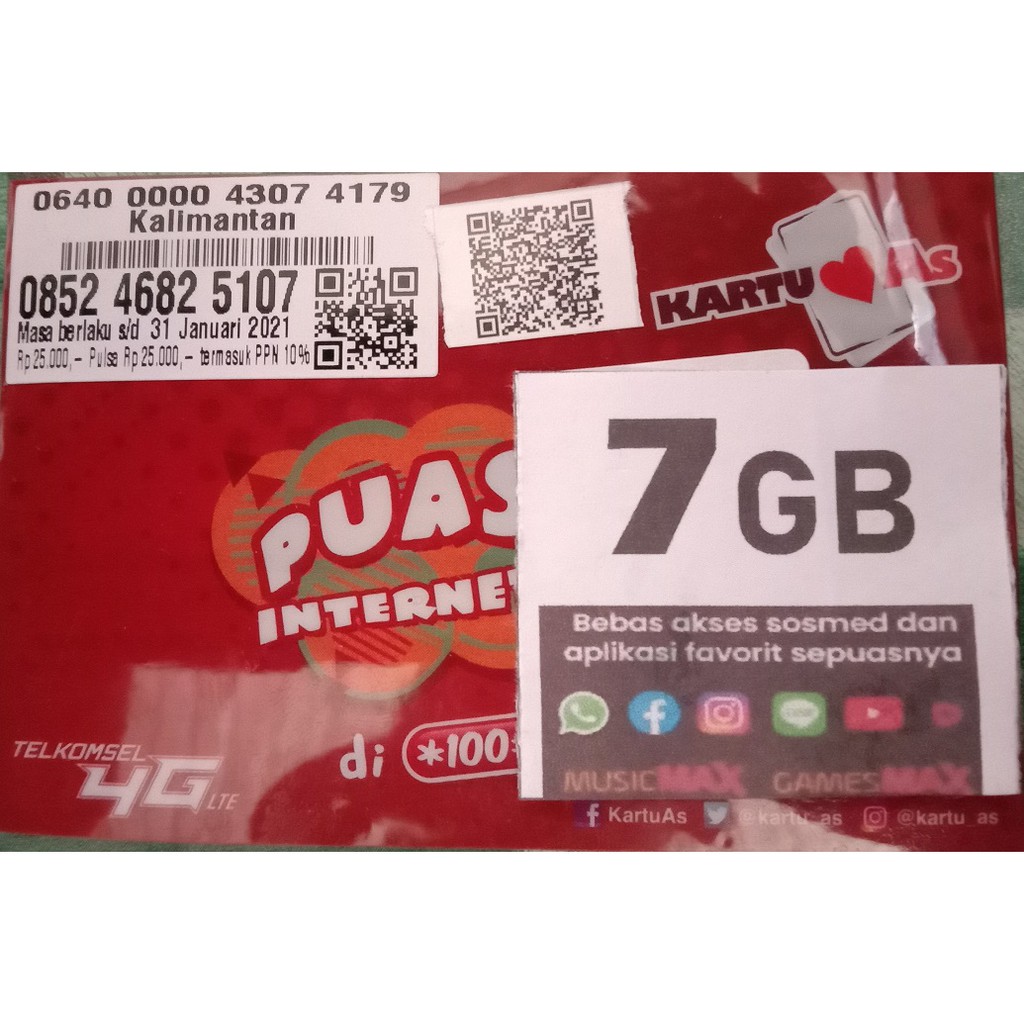 0640 0000 4307 4179
Kalimantan
0852 4682 5107
Masa berlaku s/d 31 Januari 2021
Rp 25.000,- Pulsa Rp 25.000,- termasuk PPN 10%
KARTU As
7 GB
PUAS
INTERNE
Bebas akses sosmed dan
aplikasi favorit sepuasnya
LINE
MUSICMAX GAMESMAX
di *100
TELKOMSEL
4G LTE
KartuAs @kartu_as @kartu_as